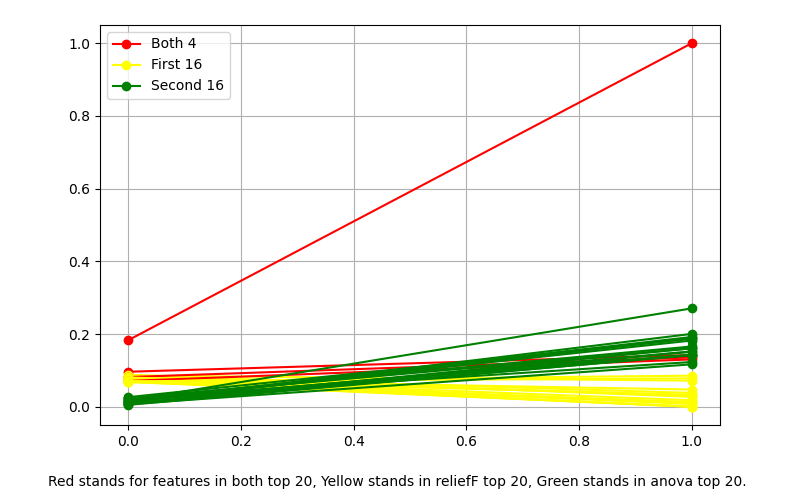 Both 4
First 16
Second 16
1.0
0.8
0.6
0.4
0.2
0.0
0.0 0.2 0.4 0.6 0.8 1.0
Red stands for features in both top 20, Yellow stands in reliefF top 20, Green stands in anova top 20.